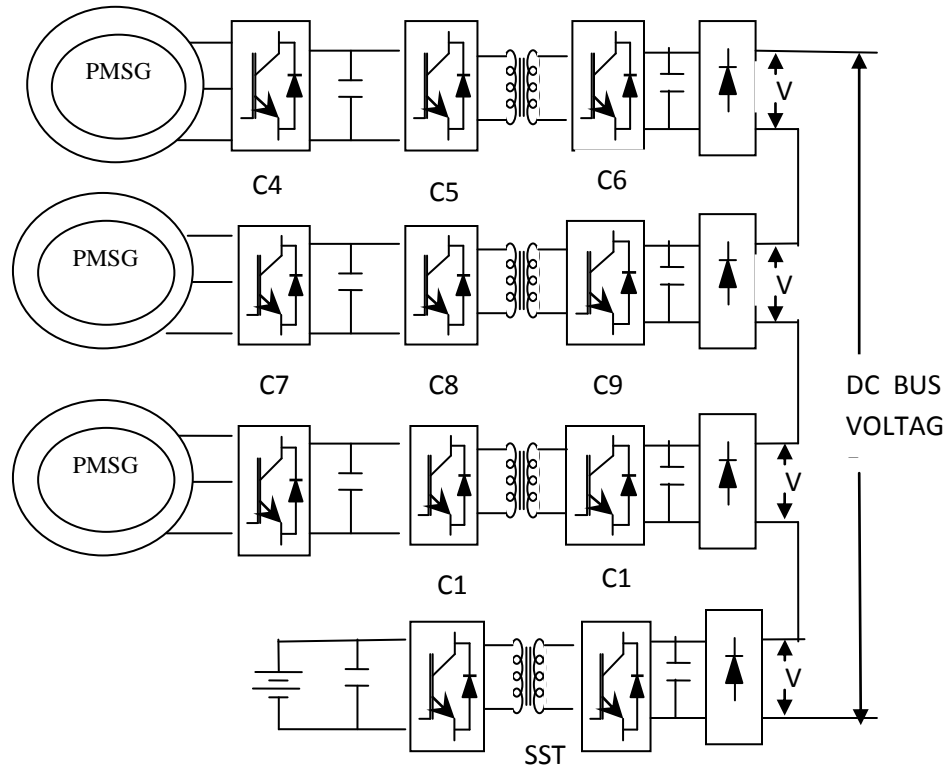 PMSG
V
C4 C5 C6
PMSG
V
C7 C8 C9
DC BUS
VOLTAG
PMSG
V
C1 C1
V
SST